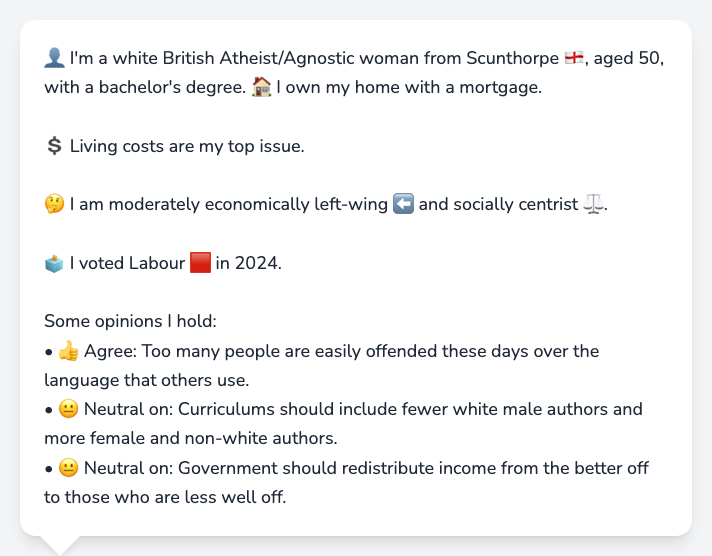 👤 I'm a white British Atheist/Agnostic woman from Scunthorpe 🏴󠁧󠁢󠁥󠁮󠁧󠁿, aged 50,
with a bachelor's degree. 🏠 I own my home with a mortgage.
💲 Living costs are my top issue.
🤔 I am moderately economically left-wing ⬅️ and socially centrist ⚖️.
🗳️ I voted Labour 🟥 in 2024.
Some opinions I hold:
• 👍 Agree: Too many people are easily offended these days over the
language that others use.
• 😐 Neutral on: Curriculums should include fewer white male authors and
more female and non-white authors.
• 😐 Neutral on: Government should redistribute income from the better off
to those who are less well off.